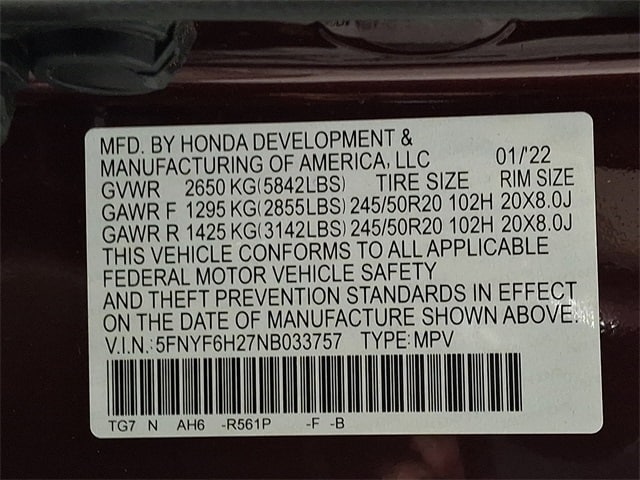 MFD. BY HONDA DEVELOPMENT &
MANUFACTURING OF AMERICA, LLC 01/'22
GVWR 2650 KG(5842LBS) TIRE SIZE RIM SIZE
GAWR F 1295 KG(2855LBS) 245/50R20 102H 20X8.0J
GAWR R 1425 KG(3142LBS) 245/50R20 102H 20X8.0J
THIS VEHICLE CONFORMS TO ALL APPLICABLE
FEDERAL MOTOR VEHICLE SAFETY
AND THEFT PREVENTION STANDARDS IN EFFECT
ON THE DATE OF MANUFACTURE SHOWN ABOVE.
V.I.N.:5FNYF6H27NB033757 TYPE:MPV
TG7 N AH6 -R561P -F -B